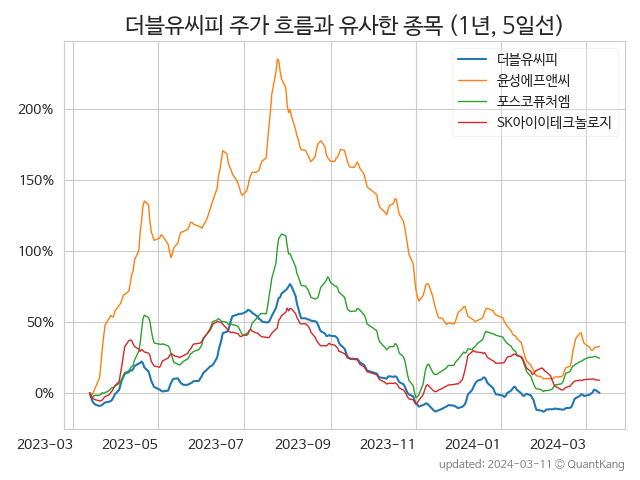 더블유씨피 주가 흐름과 유사한 종목 (1년, 5일선)
더블유씨피
윤성에프앤씨
포스코퓨처엠
SK아이이테크놀로지
200%
150%
100%
50%
0%
2023-03 2023-05 2023-07 2023-09 2023-11 2024-01 2024-03
updated: 2024-03-11 © QuantKang